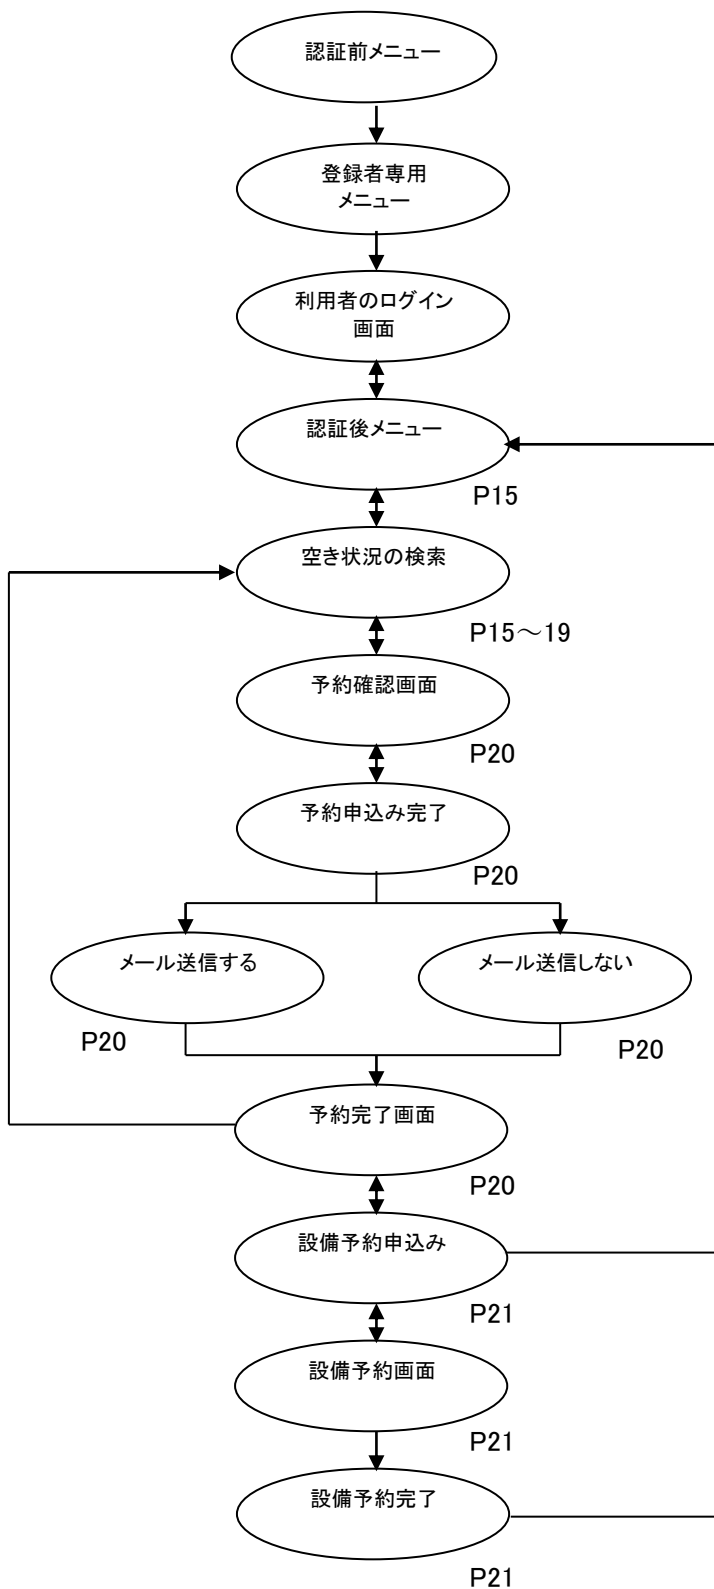 認証前メニュー
登録者専用
メニュー
利用者のログイン
画面
認証後メニュー
P15
空き状況の検索
P15～19
予約確認画面
P20
予約申込み完了
P20
メール送信する
メール送信しない
P20
P20
予約完了画面
P20
設備予約申込み
P21
設備予約画面
P21
設備予約完了
P21